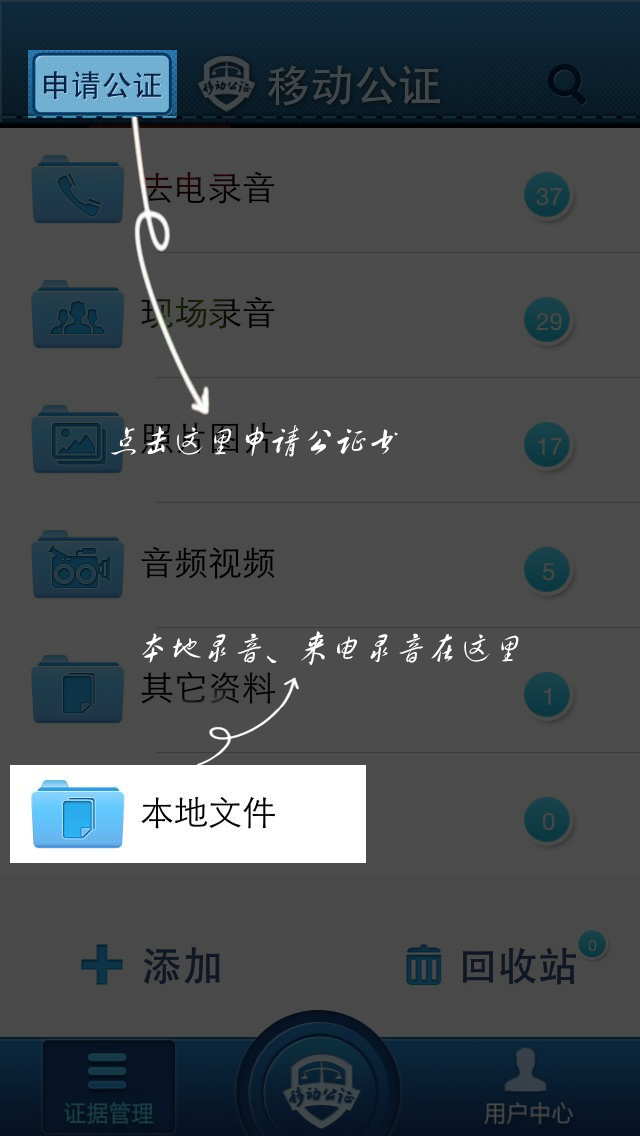 申请公证
移动公证
移动公证
去电录音
37
现场录音
29
照片图片
17
点击这里申请公证书
音频视频
5
本地录音、来电录音在这里
其它资料
1
本地文件
0
添加
回收站
0
证据管理
移动公证
用户中心